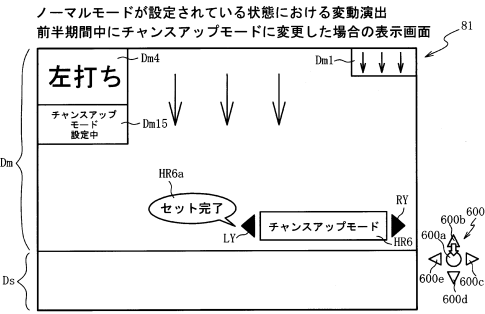 ノーマルモードが設定されている状態における変動演出
前半期間中にチャンスアップモードに変更した場合の表示画面
81
左打ち
Dm4
Dm1
チャンスアップ
モード
設定中
Dm15
Dm
HR6a
セット完了
LY
チャンスアップモード
RY
HR6
600
600b
600a
600e
600c
600d
Ds